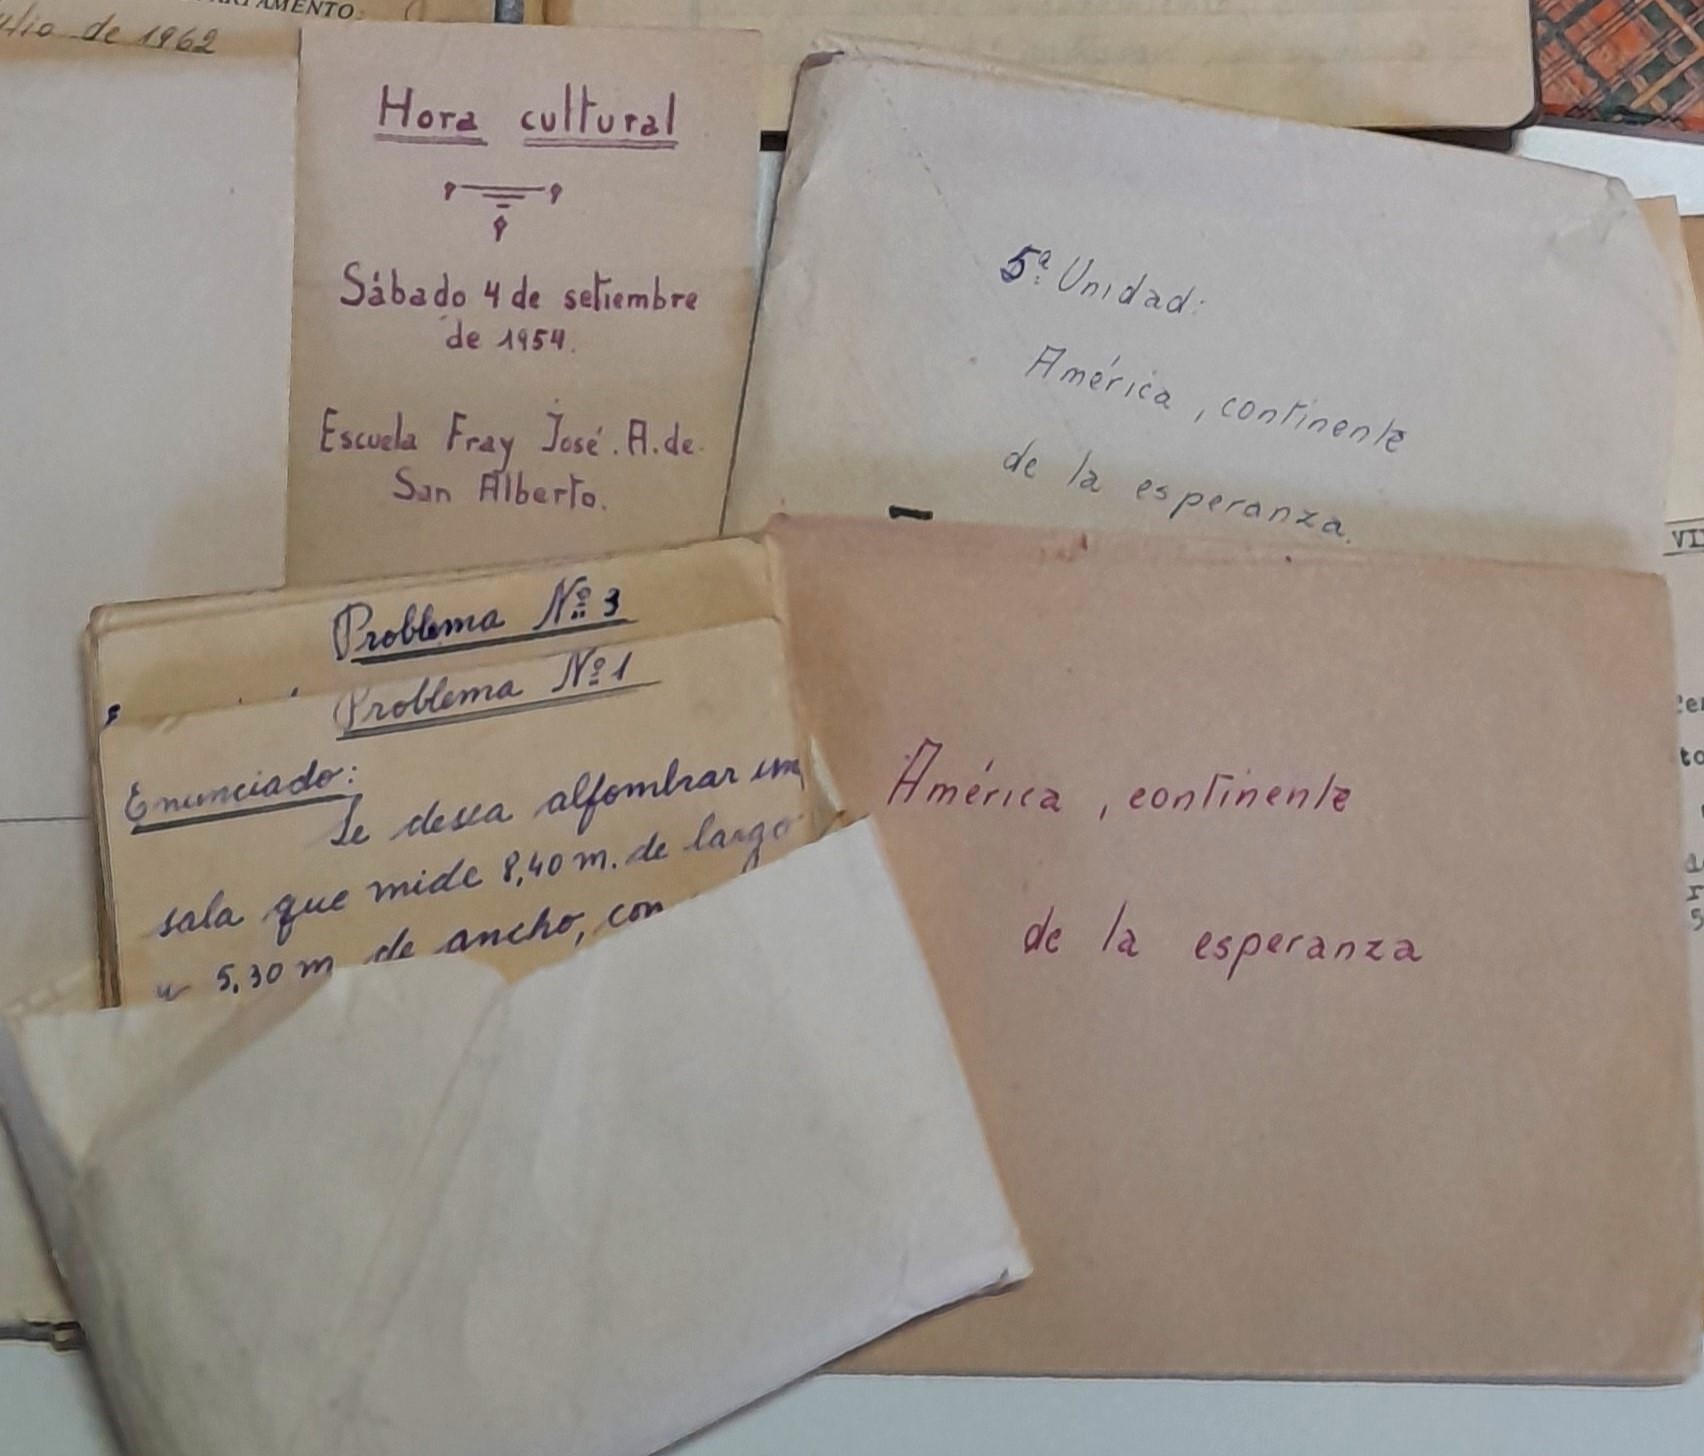 de 1962
Hora cultural
Sábado 4 de setiembre
de 1954.
Escuela Fray José. A. de
San Alberto.
5ª Unidad:
América, continente
de la esperanza.
Problema Nº 3
Problema Nº 1
Enunciado:
Se desea alfombrar una
sala que mide 8,40 m. de largo
y 5,30 m de ancho, con
América, continente
de la esperanza